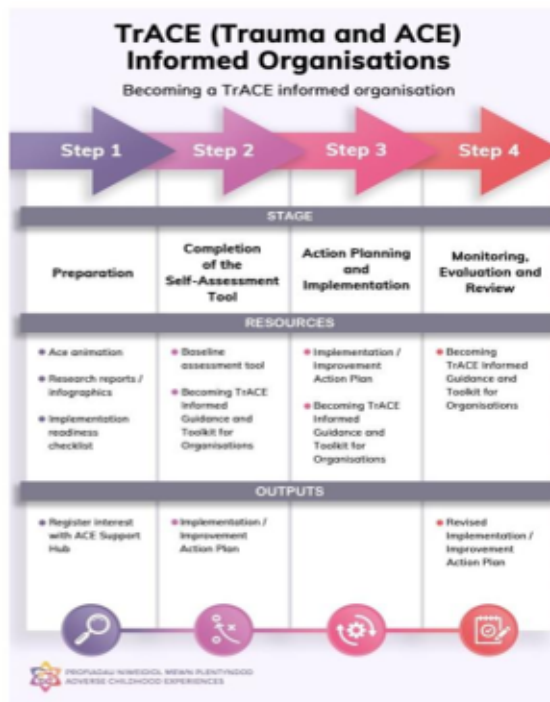 TrACE (Trauma and ACE)
Informed Organisations
Becoming a TrACE informed organisation
Step 1
Step 2
Step 3
Step 4
STAGE
Preparation
Completion
of the
Self-Assessment
Tool
Action Planning
and
Implementation
Monitoring,
Evaluation and
Review
RESOURCES
Ace animation
Research reports /
infographics
Implementation
readiness
checklist
Baseline
assessment tool
Becoming TrACE
Informed
Guidance and
Toolkit for
Organisations
Implementation /
Improvement
Action Plan
Becoming TrACE
Informed
Guidance and
Toolkit for
Organisations
Becoming
TrACE Informed
Guidance and
Toolkit for
Organisations
OUTPUTS
Register interest
with ACE Support
Hub
Implementation /
Improvement
Action Plan
Revised
Implementation /
Improvement
Action Plan
PROFIADAU NIWEIDIOL MEWN PLENTYNDOD
ADVERSE CHILDHOOD EXPERIENCES